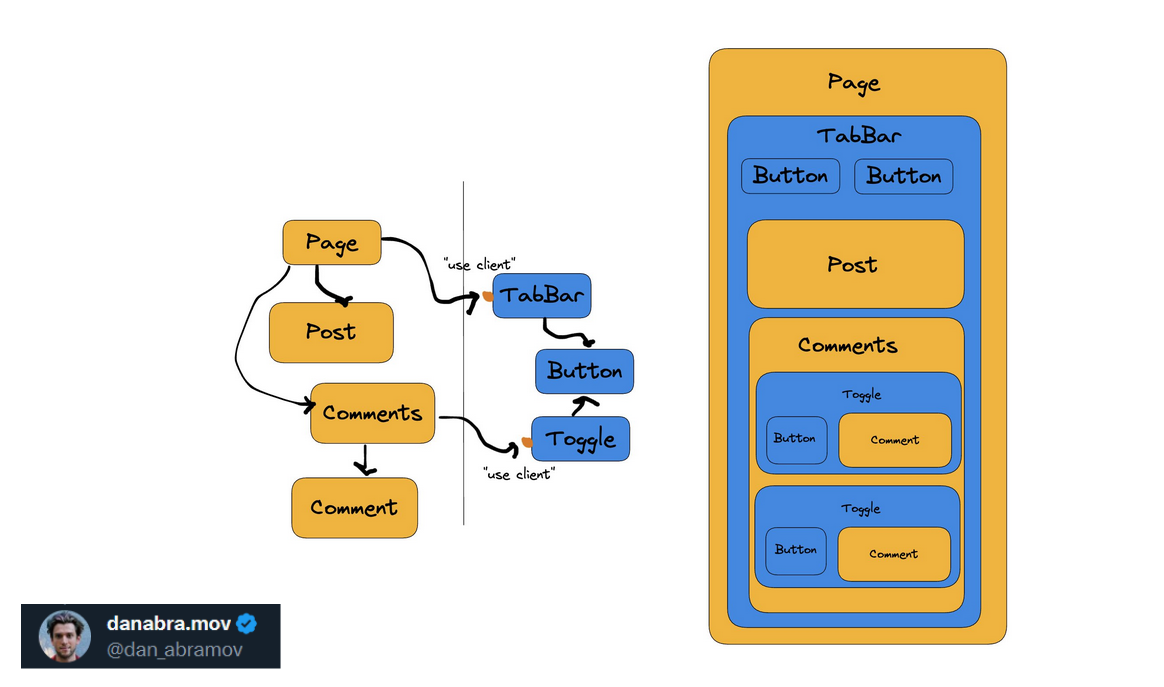 Page
"use client"
TabBar
Post
Button
Comments
Toggle
"use client"
Comment
Page
TabBar
Button Button
Post
Comments
Toggle
Button Comment
Toggle
Button Comment
danabra.mov
@dan_abramov